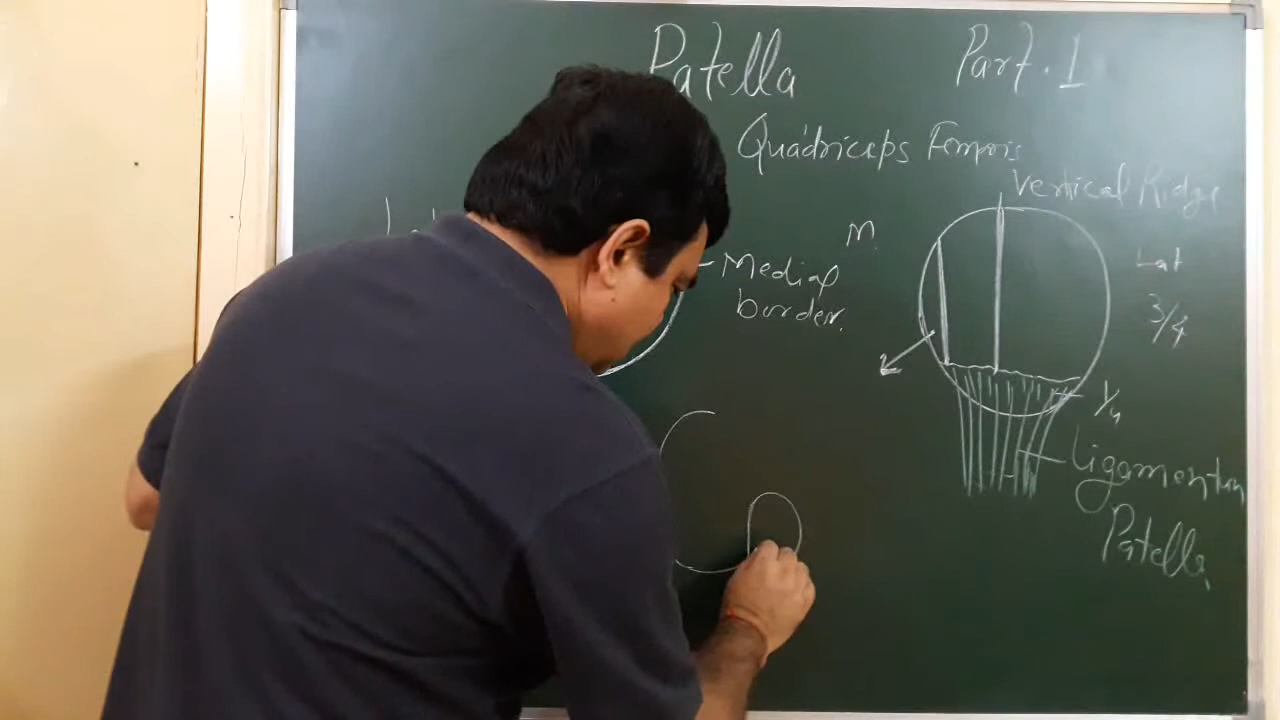 Patella Part. 1
Quadriceps Femoris
Vertical Ridge
M.
Medial
border.
Lat
3/4
1/4
Ligamentum
Patella